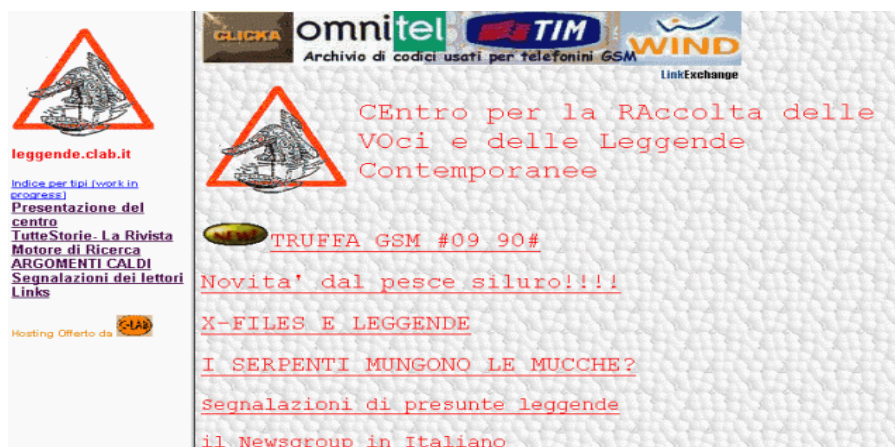 leggende.clab.it
Indice per tipi (work in
progress)
Presentazione del
centro
TutteStorie- La Rivista
Motore di Ricerca
ARGOMENTI CALDI
Segnalazioni dei lettori
Links
Hosting Offerto da C-LAB
CLICKA omnitel TIM WIND
Archivio di codici usati per telefonini GSM
LinkExchange
CEntro per la RAccolta delle
VOci e delle Leggende
Contemporanee
NEW! TRUFFA GSM #09 90#
Novita' dal pesce siluro!!!!
X-FILES E LEGGENDE
I SERPENTI MUNGONO LE MUCCHE?
Segnalazioni di presunte leggende
il Newsgroup in Italiano